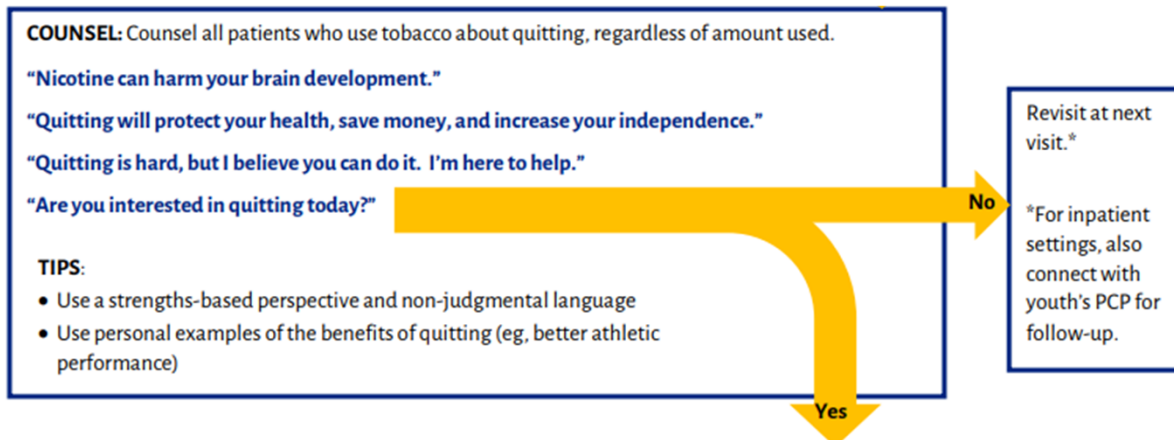 COUNSEL: Counsel all patients who use tobacco about quitting, regardless of amount used.
“Nicotine can harm your brain development.”
“Quitting will protect your health, save money, and increase your independence.”
“Quitting is hard, but I believe you can do it.  I’m here to help.”
“Are you interested in quitting today?”
TIPS:
• Use a strengths-based perspective and non-judgmental language
• Use personal examples of the benefits of quitting (eg, better athletic
performance)
Yes
No
Revisit at next
visit.*
*For inpatient
settings, also
connect with
youth’s PCP for
follow-up.